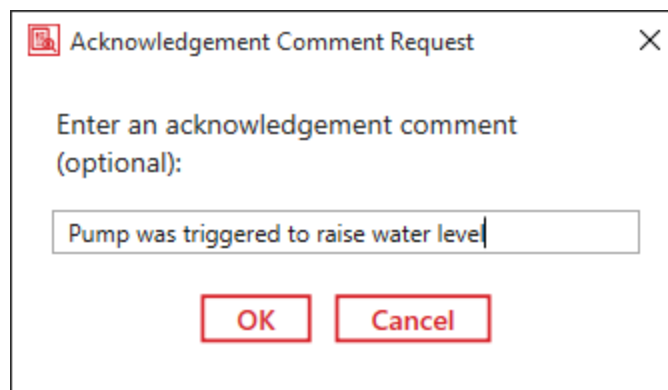 Acknowledgement Comment Request
Enter an acknowledgement comment
(optional):
Pump was triggered to raise water level
OK Cancel